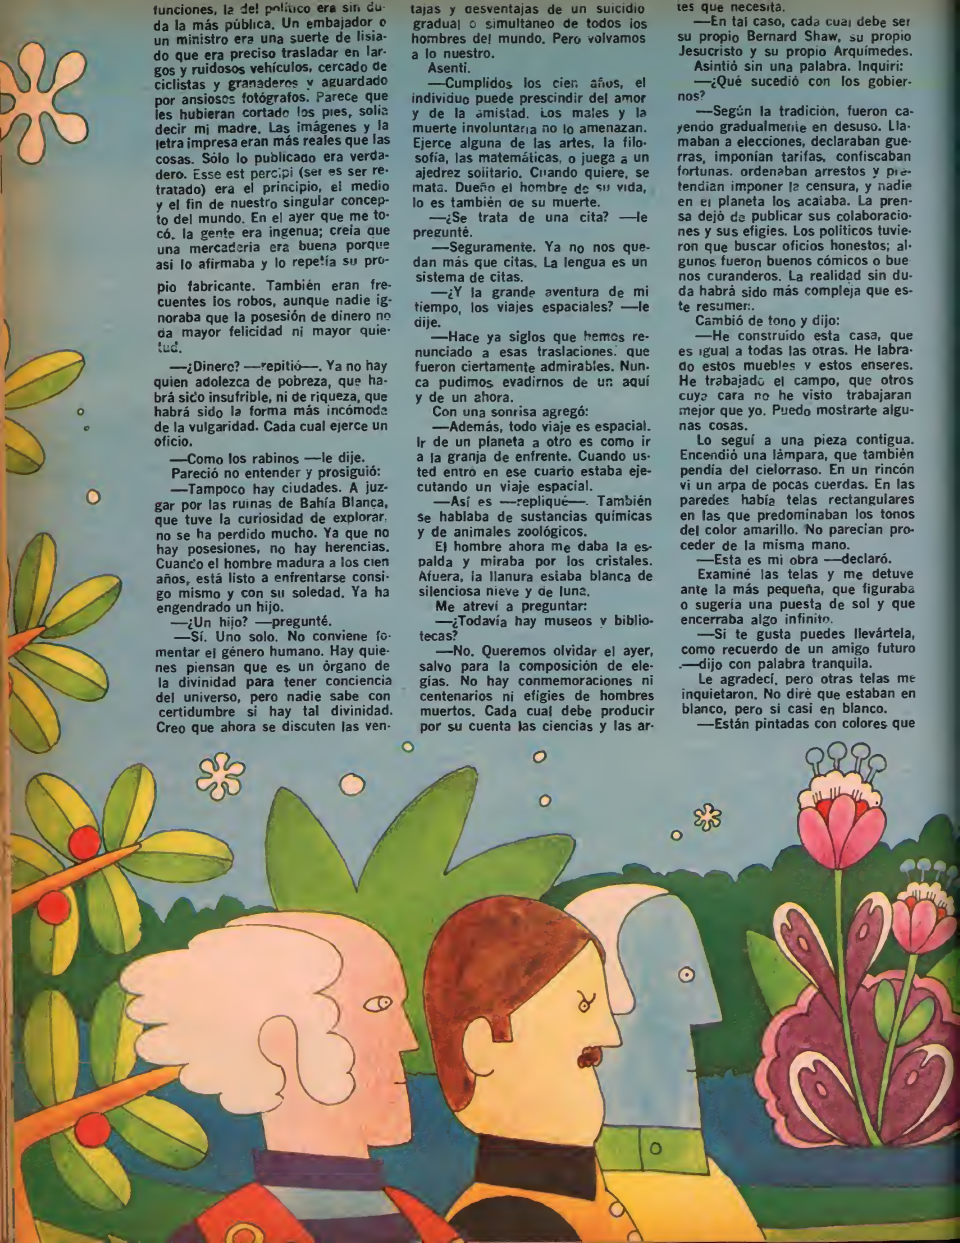 funciones, la del político era sin du-
da la más pública. Un embajador o
un ministro era una suerte de lisia-
do que era preciso trasladar en lar-
gos y ruidosos vehículos, cercado de
ciclistas y granaderos y aguardado
por ansiosos fotógrafos. Parece que
les hubieran cortado los pies, solía
decir mi madre. Las imágenes y la
letra impresa eran más reales que las
cosas. Sólo lo publicado era verda-
dero. Esse est percipi (ser es ser re-
tratado) era el principio, el medio
y el fin de nuestro singular concep-
to del mundo. En el ayer que me to-
có, la gente era ingenua; creía que
una mercadería era buena porque
así lo afirmaba y lo repetía su pro-
pio fabricante. También eran fre-
cuentes los robos, aunque nadie ig-
noraba que la posesión de dinero no
da mayor felicidad ni mayor quie-
tud.
—¿Dinero? —repitió—. Ya no hay
quien adolezca de pobreza, que ha-
brá sido insufrible, ni de riqueza, que
habrá sido la forma más incómoda
de la vulgaridad. Cada cual ejerce un
oficio.
—Como los rabinos —le dije.
Pareció no entender y prosiguió:
—Tampoco hay ciudades. A juz-
gar por las ruinas de Bahía Blanca,
que tuve la curiosidad de explorar,
no se ha perdido mucho. Ya que no
hay posesiones, no hay herencias.
Cuando el hombre madura a los cien
años, está listo a enfrentarse consi-
go mismo y con su soledad. Ya ha
engendrado un hijo.
—¿Un hijo? —pregunté.
—Sí. Uno solo. No conviene fo-
mentar el género humano. Hay quie-
nes piensan que es un órgano de
la divinidad para tener conciencia
del universo, pero nadie sabe con
certidumbre si hay tal divinidad.
Creo que ahora se discuten las ven-
tajas y desventajas de un suicidio
gradual o simultáneo de todos los
hombres del mundo. Pero volvamos
a lo nuestro.
Asentí.
—Cumplidos los cien años, el
individuo puede prescindir del amor
y de la amistad. Los males y la
muerte involuntaria no lo amenazan.
Ejerce alguna de las artes, la filo-
sofía, las matemáticas, o juega a un
ajedrez solitario. Cuando quiere, se
mata. Dueño el hombre de su vida,
lo es también de su muerte.
—¿Se trata de una cita? —le
pregunté.
—Seguramente. Ya no nos que-
dan más que citas. La lengua es un
sistema de citas.
—¿Y la grande aventura de mi
tiempo, los viajes espaciales? —le
dije.
—Hace ya siglos que hemos re-
nunciado a esas traslaciones, que
fueron ciertamente admirables. Nun-
ca pudimos evadirnos de un aquí
y de un ahora.
Con una sonrisa agregó:
—Además, todo viaje es espacial.
Ir de un planeta a otro es como ir
a la granja de enfrente. Cuando us-
ted entró en ese cuarto estaba eje-
cutando un viaje espacial.
—Así es —repliqué—. También
se hablaba de sustancias químicas
y de animales zoológicos.
El hombre ahora me daba la es-
palda y miraba por los cristales.
Afuera, la llanura estaba blanca de
silenciosa nieve y de luna.
Me atreví a preguntar:
—¿Todavía hay museos y biblio-
tecas?
—No. Queremos olvidar el ayer,
salvo para la composición de ele-
gías. No hay conmemoraciones ni
centenarios ni efigies de hombres
muertos. Cada cual debe producir
por su cuenta las ciencias y las ar-
tes que necesita.
—En tal caso, cada cual debe ser
su propio Bernard Shaw, su propio
Jesucristo y su propio Arquímedes.
Asintió sin una palabra. Inquirí:
—¿Qué sucedió con los gobier-
nos?
—Según la tradición, fueron ca-
yendo gradualmente en desuso. Lla-
maban a elecciones, declaraban gue-
rras, imponían tarifas, confiscaban
fortunas, ordenaban arrestos y pre-
tendían imponer la censura, y nadie
en el planeta los acataba. La pren-
sa dejó de publicar sus colaboracio-
nes y sus efigies. Los políticos tuvie-
ron que buscar oficios honestos; al-
gunos fueron buenos cómicos o bue
nos curanderos. La realidad sin du-
da habrá sido más compleja que es-
te resumen.
Cambió de tono y dijo:
—He construido esta casa, que
es igual a todas las otras. He labra-
do estos muebles y estos enseres.
He trabajado el campo, que otros
cuya cara no he visto trabajaran
mejor que yo. Puedo mostrarte algu-
nas cosas.
Lo seguí a una pieza contigua.
Encendió una lámpara, que también
pendía del cielorraso. En un rincón
vi un arpa de pocas cuerdas. En las
paredes había telas rectangulares
en las que predominaban los tonos
del color amarillo. No parecían pro-
ceder de la misma mano.
—Esta es mi obra —declaró.
Examiné las telas y me detuve
ante la más pequeña, que figuraba
o sugería una puesta de sol y que
encerraba algo infinito.
—Si te gusta puedes llevártela,
como recuerdo de un amigo futuro
.—dijo con palabra tranquila.
Le agradecí, pero otras telas me
inquietaron. No diré que estaban en
blanco, pero sí casi en blanco.
—Están pintadas con colores que